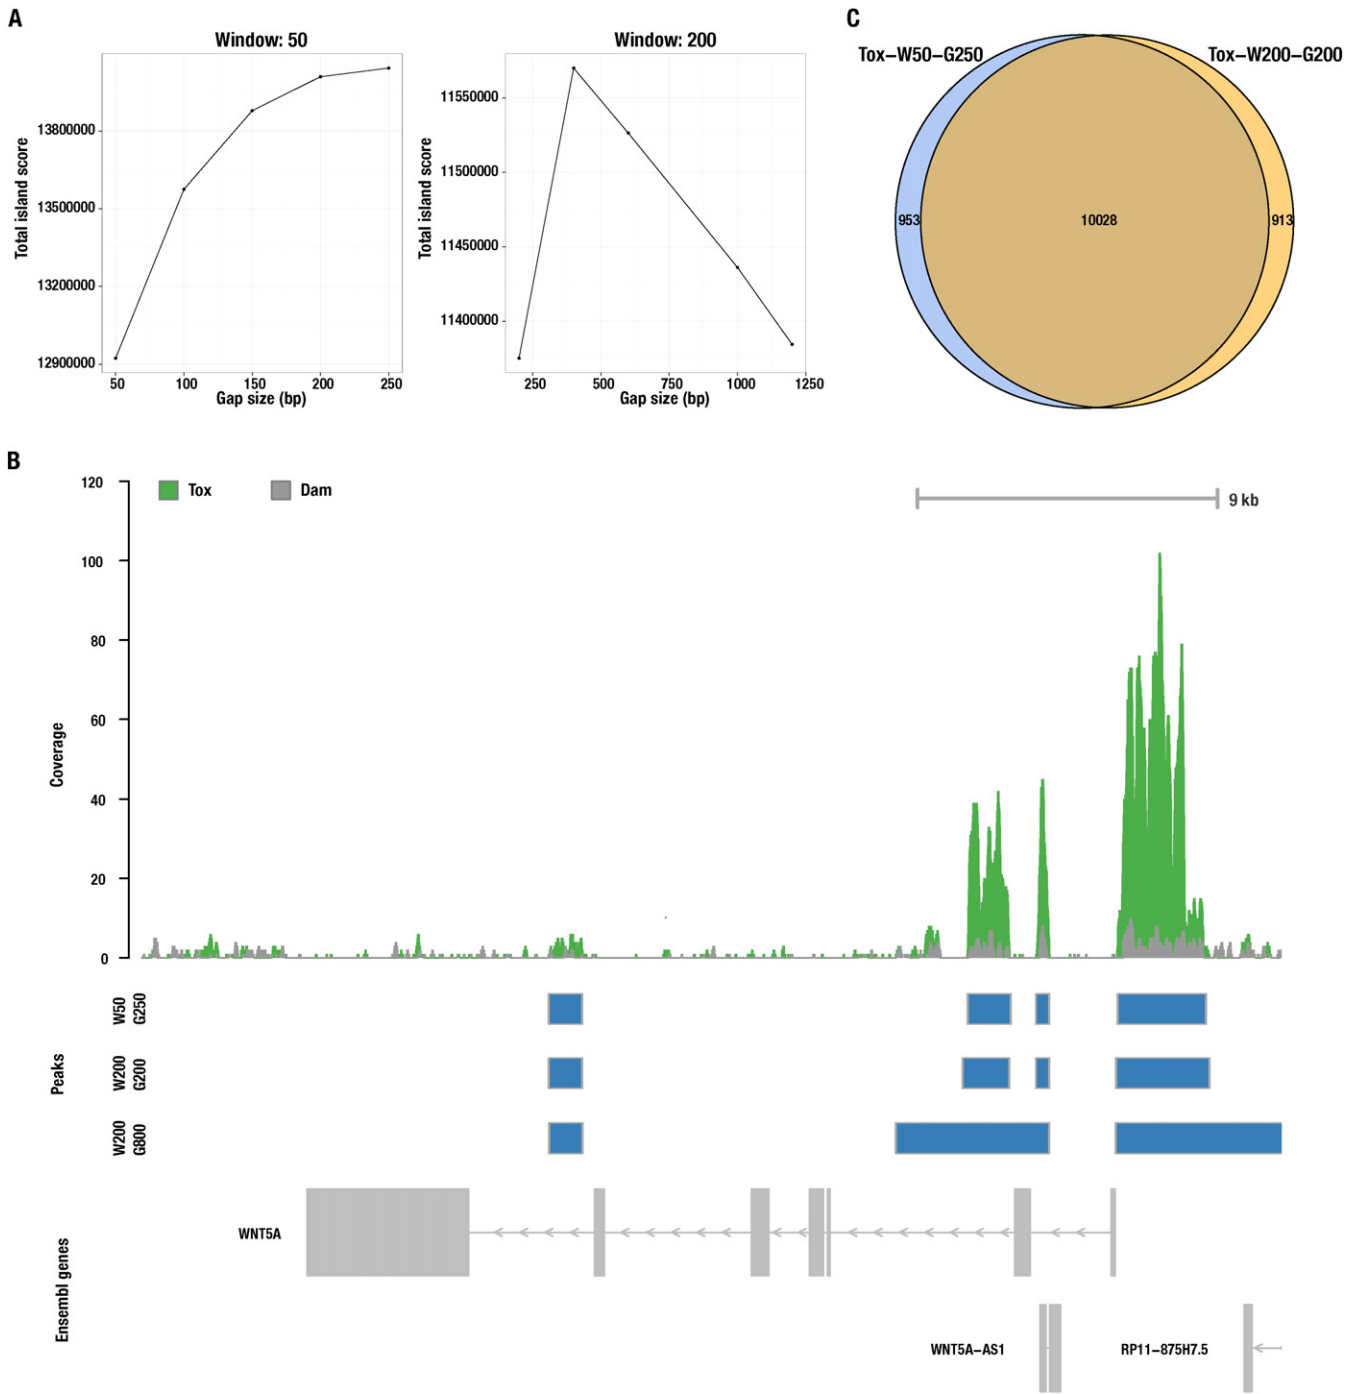 A
Window: 50
Total island score
13800000
13500000
13200000
12900000
50 100 150 200 250
Gap size (bp)
Window: 200
Total island score
11550000
11500000
11450000
11400000
250 500 750 1000 1250
Gap size (bp)
C
Tox–W50–G250
Tox–W200–G200
953
10028
913
B
Tox
Dam
9 kb
Coverage
120
100
80
60
40
20
0
Peaks
W50
G250
W200
G200
W200
G800
Ensembl genes
WNT5A
WNT5A–AS1
RP11–875H7.5